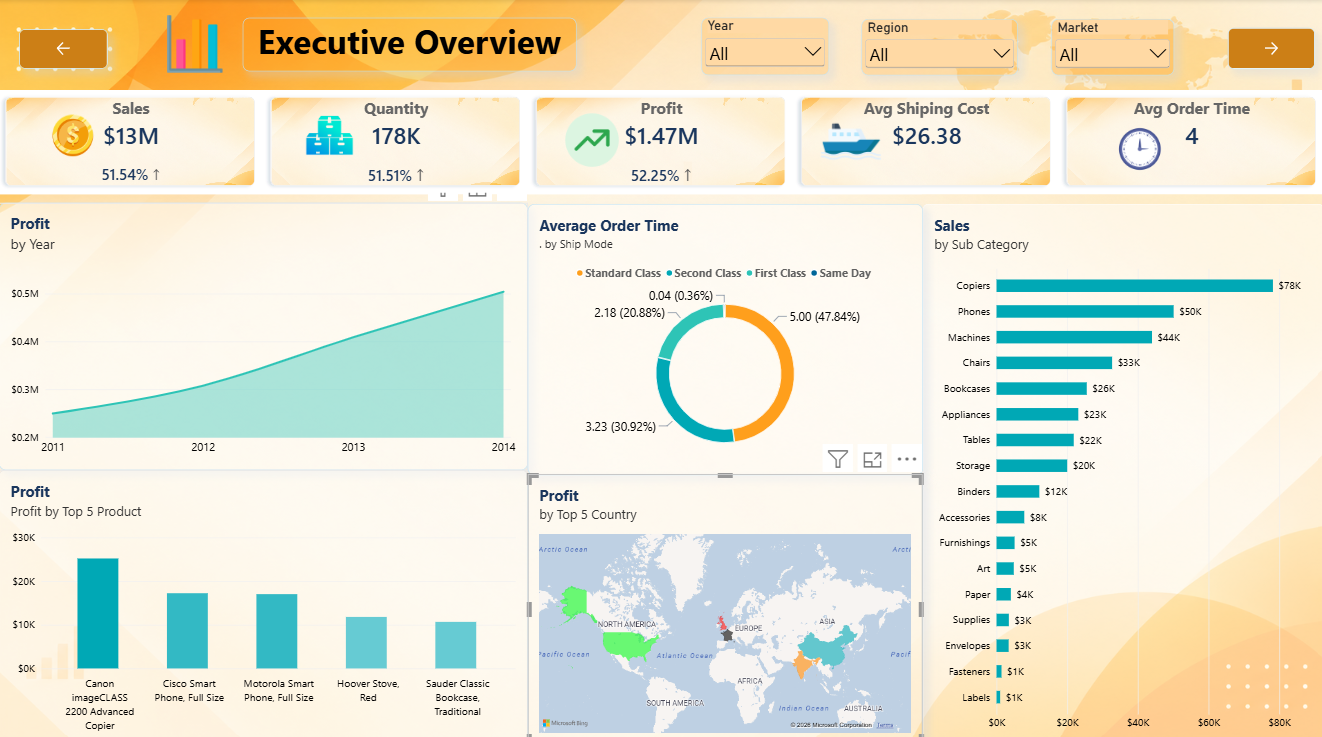 Executive Overview
Year
All
Region
All
Market
All
Sales
$13M
51.54% ↑
Quantity
178K
51.51% ↑
Profit
$1.47M
52.25% ↑
Avg Shiping Cost
$26.38
Avg Order Time
4
Profit
by Year
$0.5M
$0.4M
$0.3M
$0.2M
2011 2012 2013 2014
Average Order Time
. by Ship Mode
Standard Class Second Class First Class Same Day
0.04 (0.36%)
2.18 (20.88%)
5.00 (47.84%)
3.23 (30.92%)
Profit
Profit by Top 5 Product
$30K
$20K
$10K
$0K
Canon
imageCLASS
2200 Advanced
Copier
Cisco Smart
Phone, Full Size
Motorola Smart
Phone, Full Size
Hoover Stove,
Red
Sauder Classic
Bookcase,
Traditional
Profit
by Top 5 Country
Arctic Ocean
Arcti
NORTH AMERICA
EUROPE
ASIA
Pacific Ocean
Atlantic Ocean
Pacif
AFRICA
SOUTH AMERICA
Indian Ocean
AUSTRALIA
Microsoft Bing
© 2026 Microsoft Corporation Terms
Sales
by Sub Category
Copiers $78K
Phones $50K
Machines $44K
Chairs $33K
Bookcases $26K
Appliances $23K
Tables $22K
Storage $20K
Binders $12K
Accessories $8K
Furnishings $5K
Art $5K
Paper $4K
Supplies $3K
Envelopes $3K
Fasteners $1K
Labels $1K
$0K $20K $40K $60K $80K